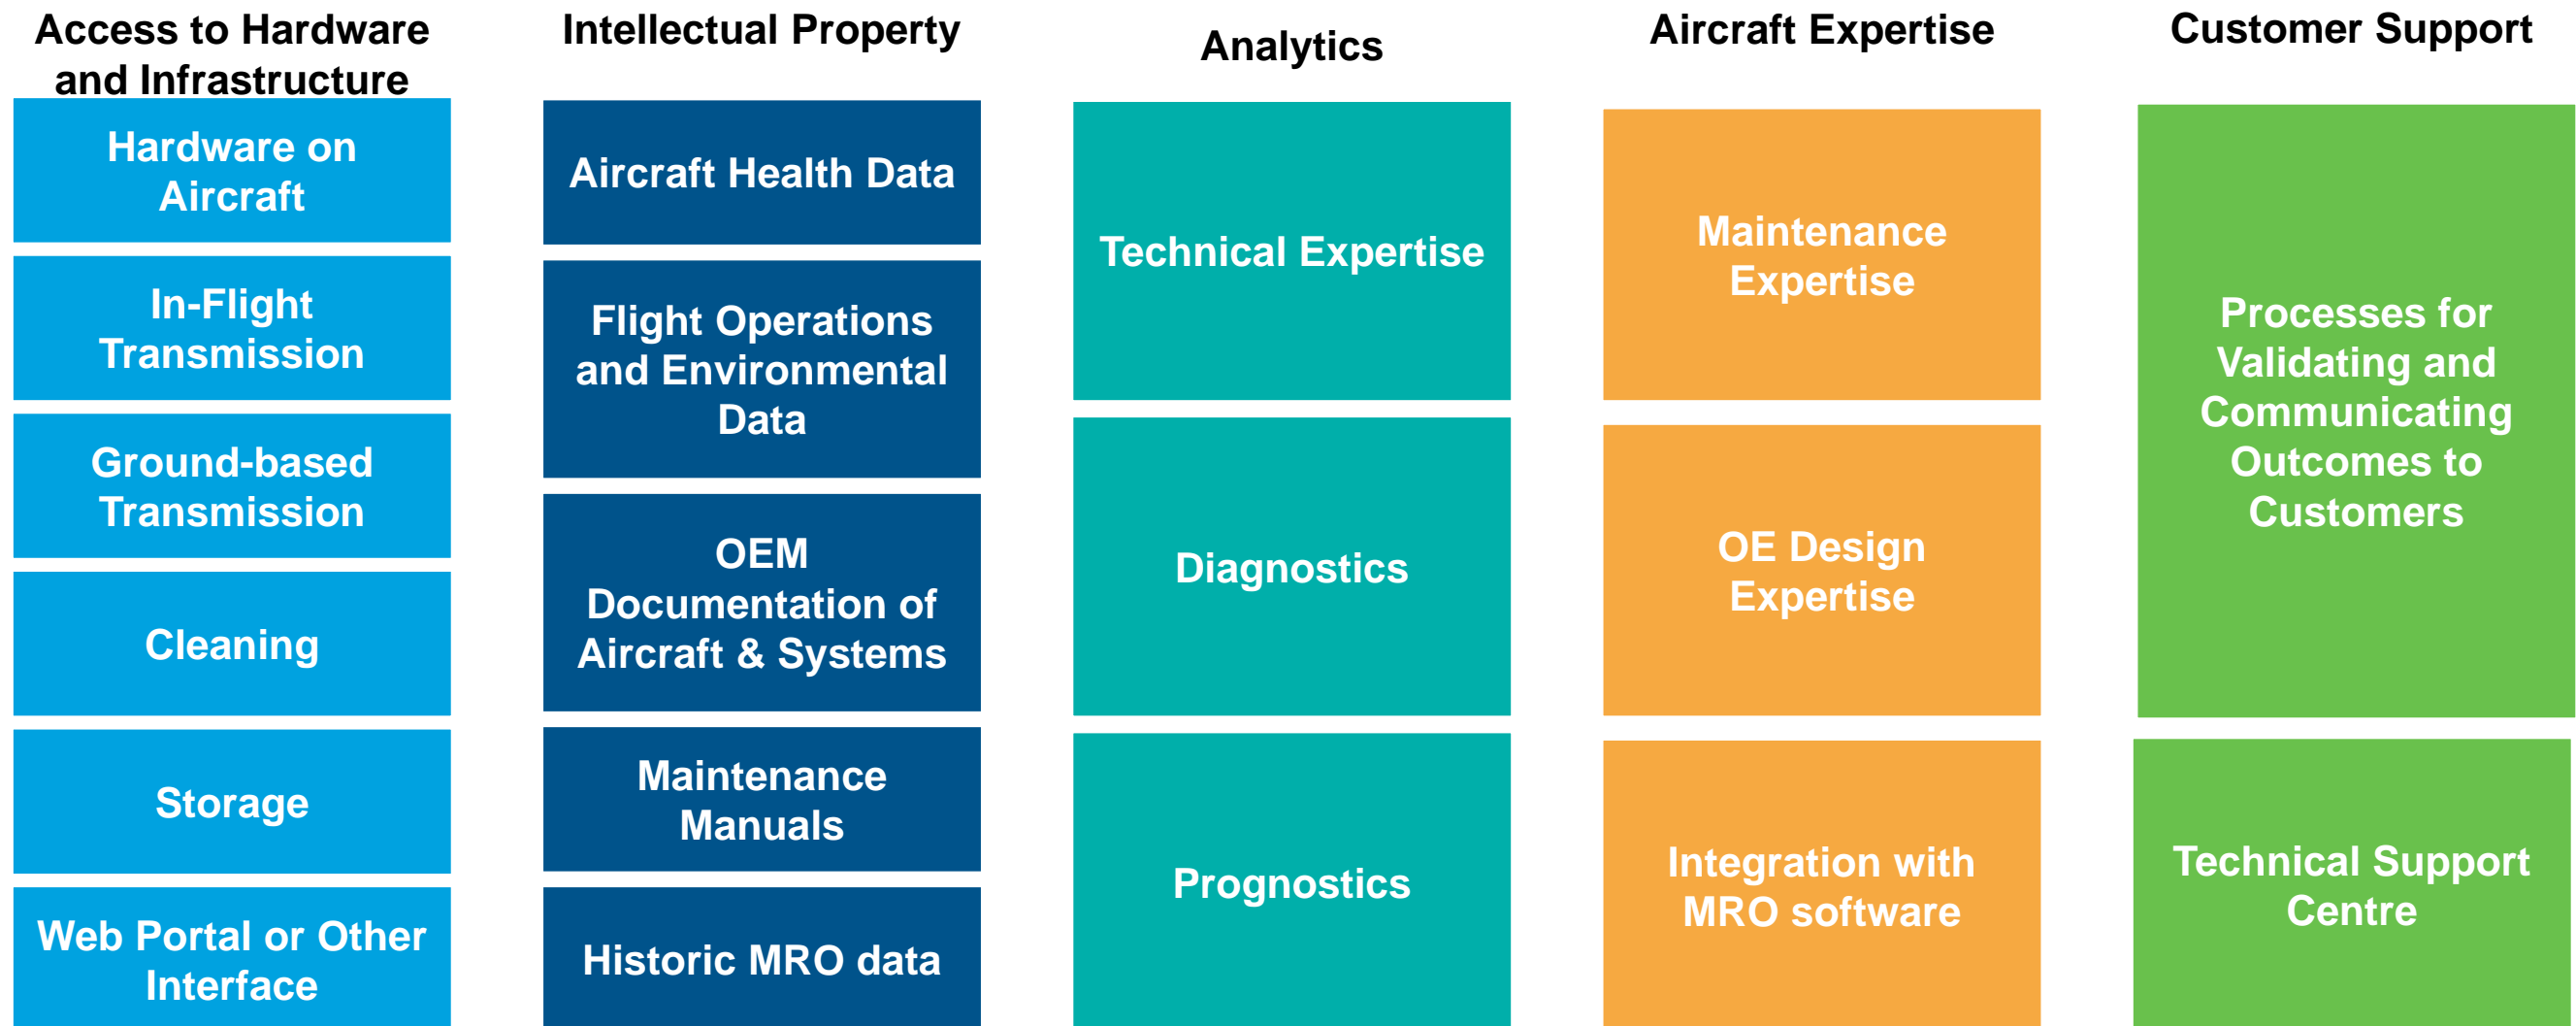 Access to Hardware
and Infrastructure
Hardware on
Aircraft
In-Flight
Transmission
Ground-based
Transmission
Cleaning
Storage
Web Portal or Other
Interface
Intellectual Property
Aircraft Health Data
Flight Operations
and Environmental
Data
OEM
Documentation of
Aircraft & Systems
Maintenance
Manuals
Historic MRO data
Analytics
Technical Expertise
Diagnostics
Prognostics
Aircraft Expertise
Maintenance
Expertise
OE Design
Expertise
Integration with
MRO software
Customer Support
Processes for
Validating and
Communicating
Outcomes to
Customers
Technical Support
Centre